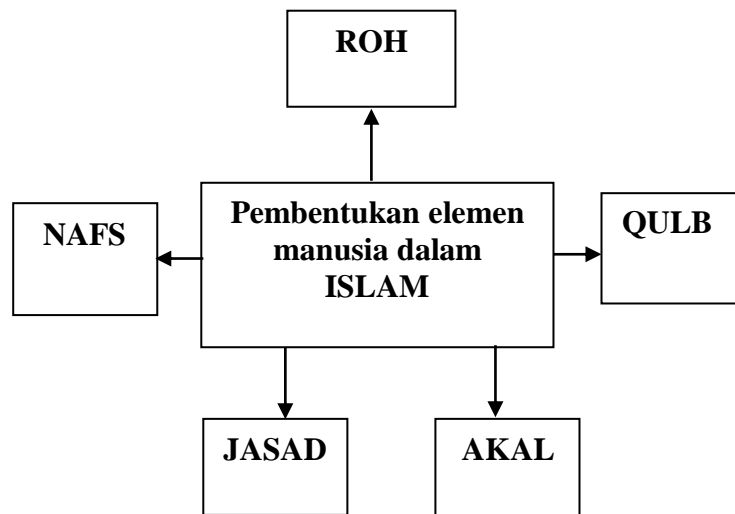 ROH
NAFS
Pembentukan elemen
manusia dalam
ISLAM
QULB
JASAD
AKAL